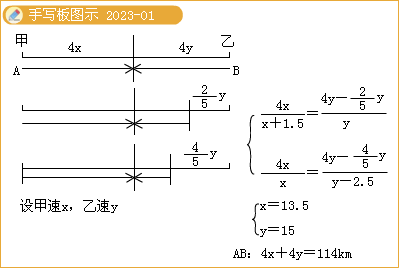 手写板图示 2023-01
甲 乙
4x 4y
A B
2/5 y
4x/(x+1.5)=(4y-2/5 y)/y
4/5 y
4x/x=(4y-4/5 y)/(y-2.5)
设甲速x，乙速y
x=13.5
y=15
AB: 4x+4y=114km